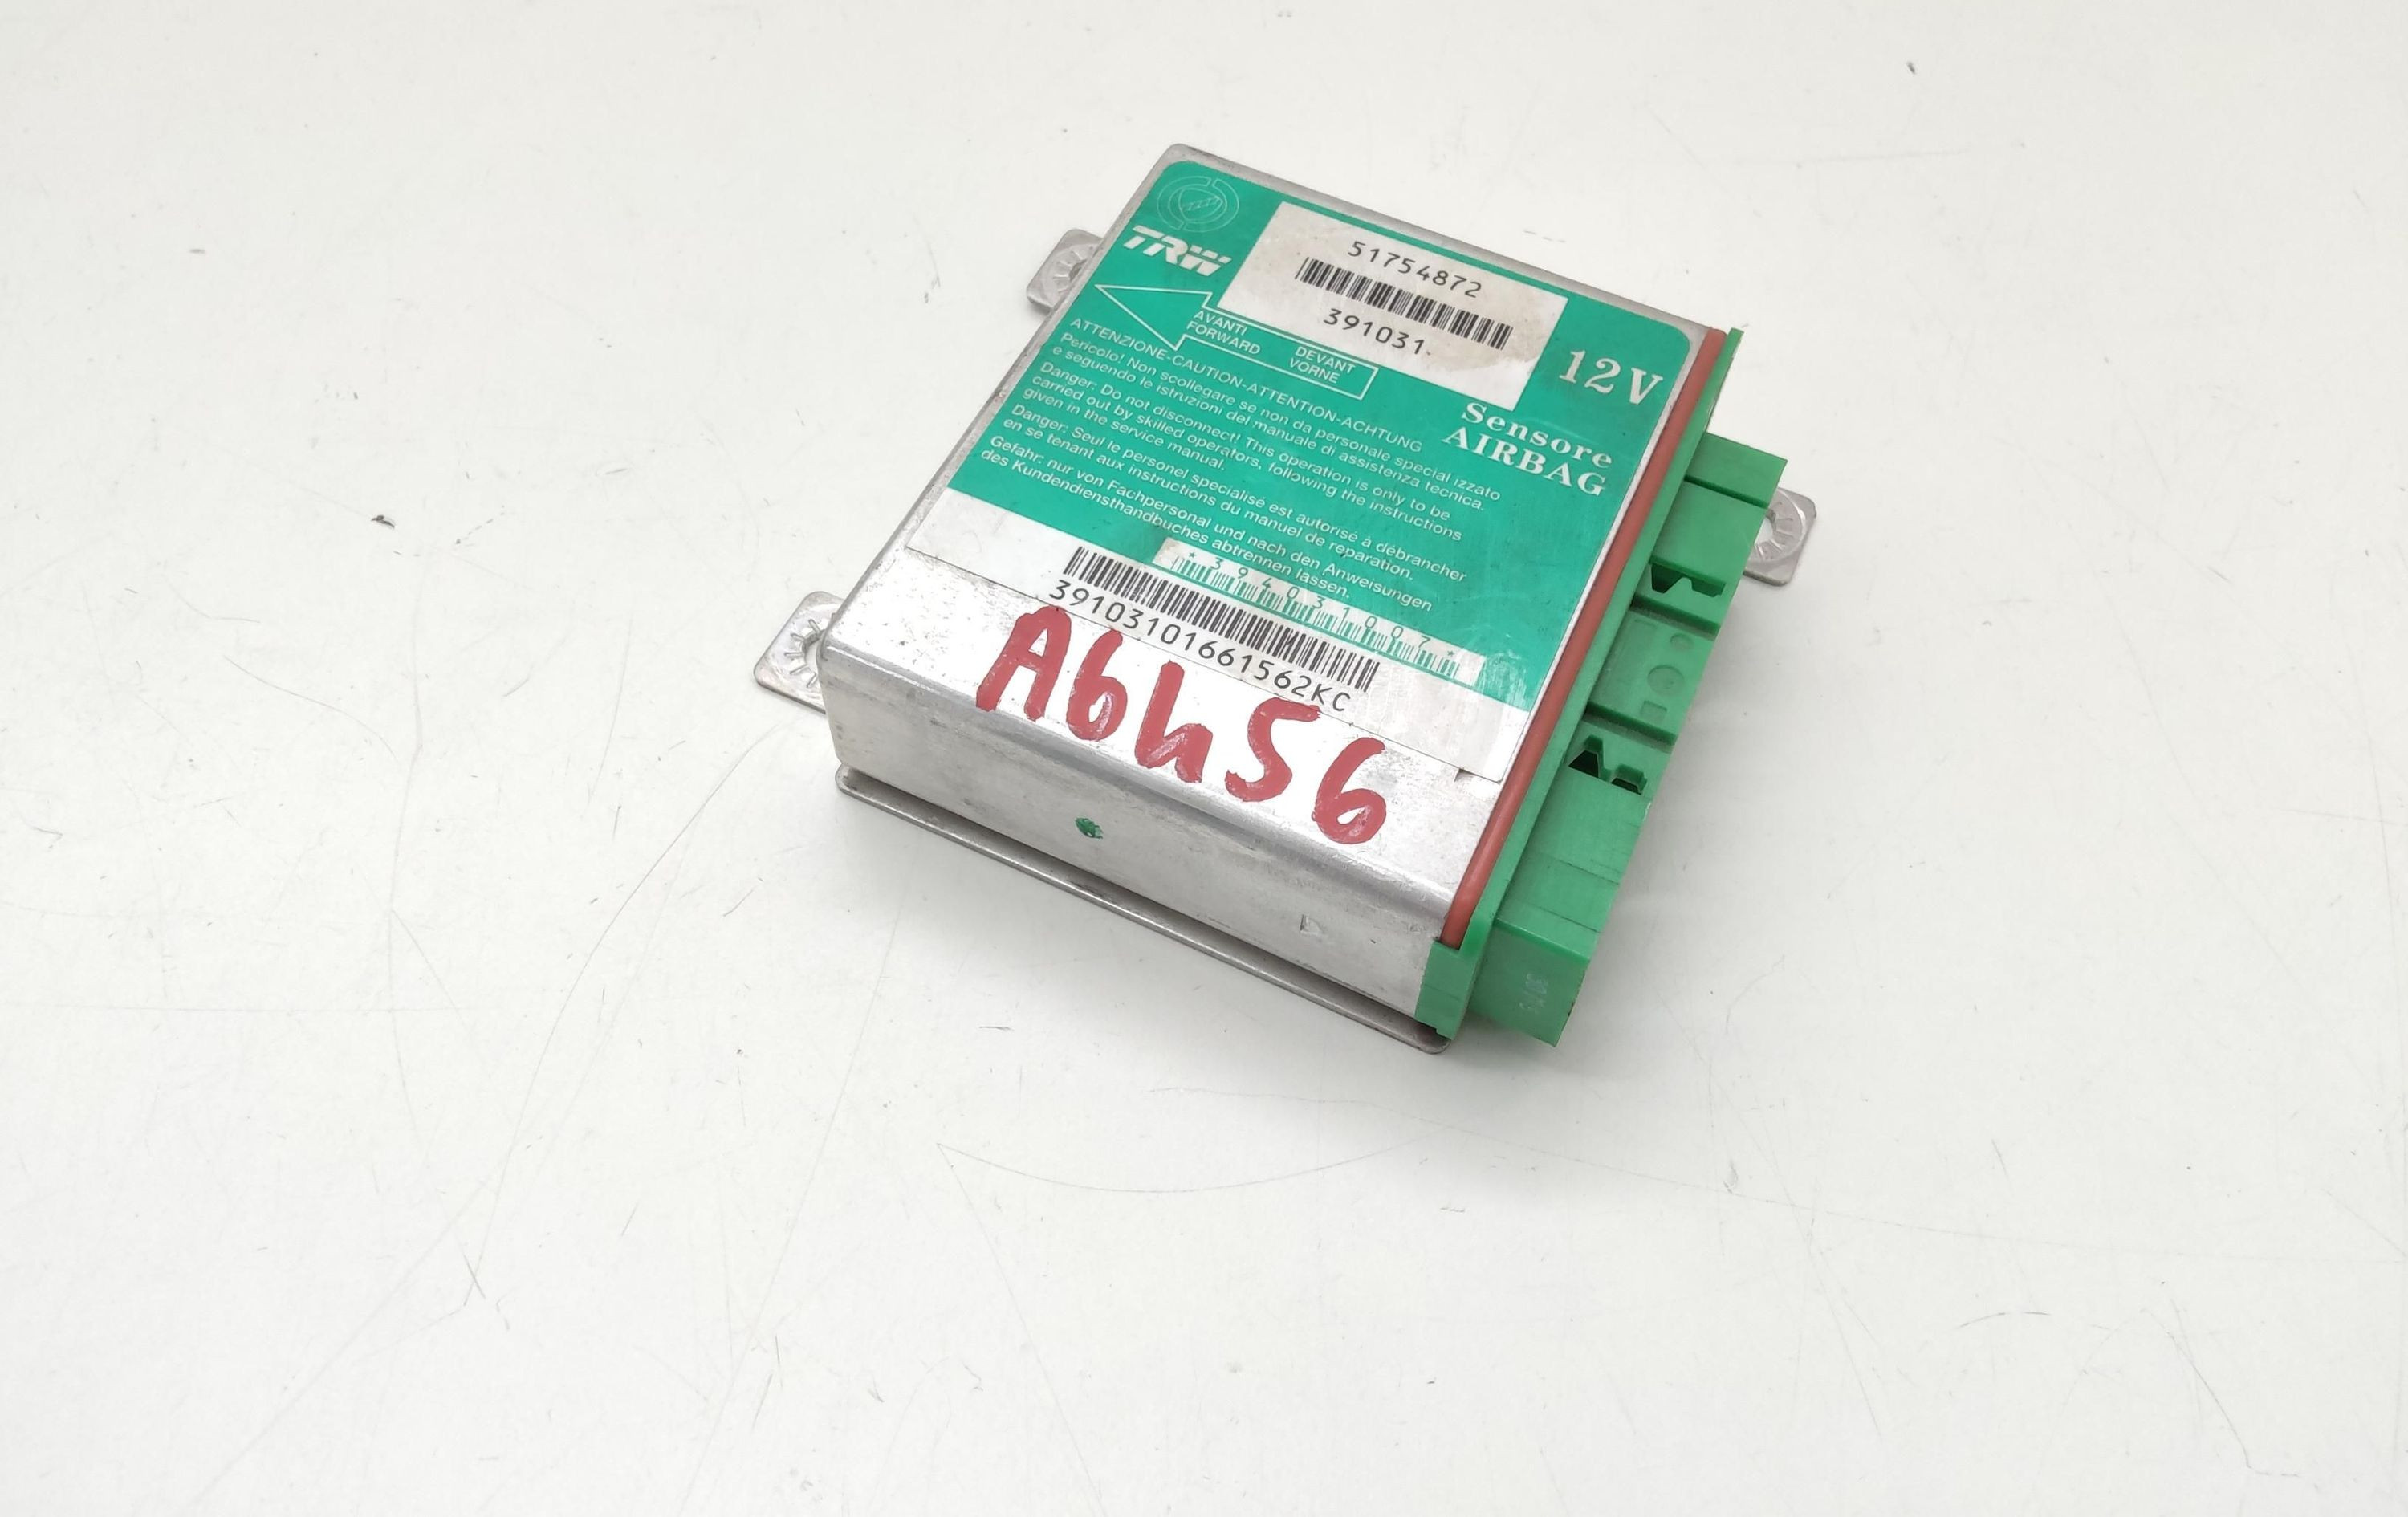 TRW
51754872
391031
12V
AVANTI
FORWARD
DEVANT
VORNE
Sensore
AIRBAG
ATTENZIONE-CAUTION-ATTENTION-ACHTUNG
Pericolo! Non scollegare se non da personale special izzato
e seguendo le istruzioni del manuale di assistenza tecnica.
Danger: Do not disconnect! This operation is only to be
carried out by skilled operators, following the instructions
given in the service manual.
Danger: Seul le personel specialisé est autorisé à débrancher
en se tenant aux instructions du manuel de reparation.
Gefahr: nur von Fachpersonal und nach den Anweisungen
des Kundendiensthandbuches abtrennen lassen.
*394031007*
39103101661562KC
A6456